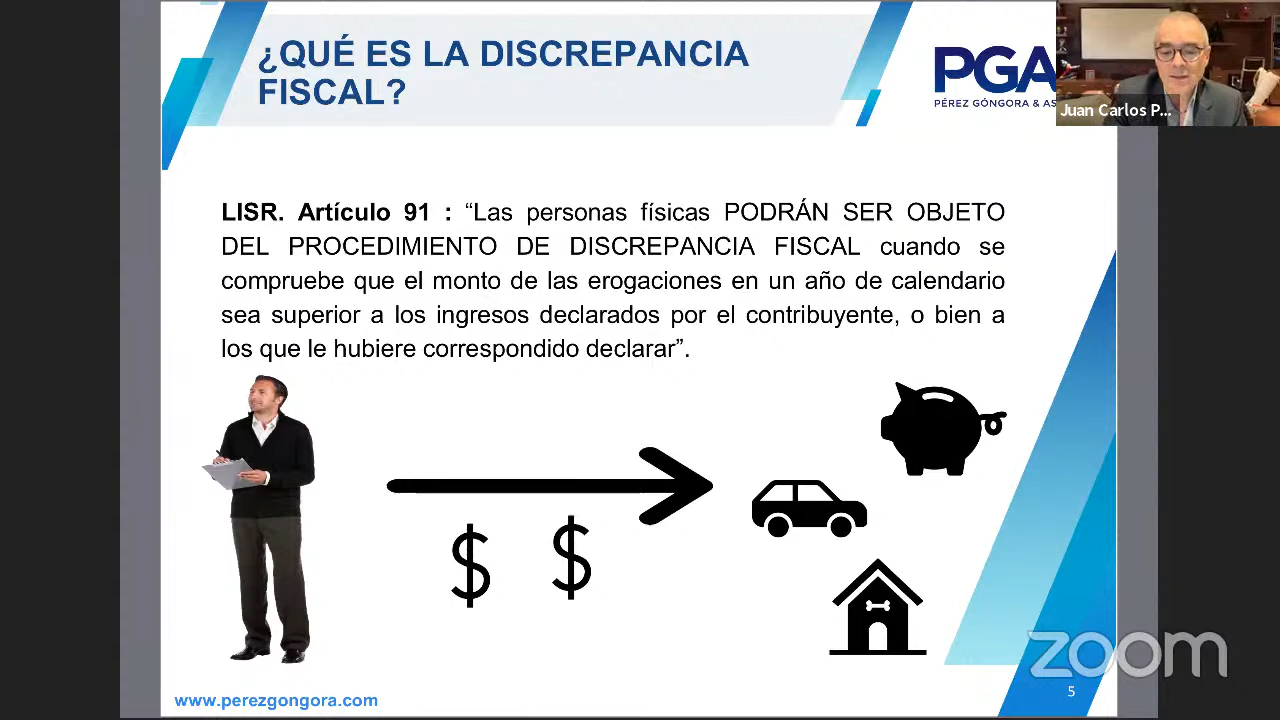 ¿QUÉ ES LA DISCREPANCIA
FISCAL?
PGA
PÉREZ GÓNGORA & AS
Juan Carlos P...
LISR. Artículo 91 : “Las personas físicas PODRÁN SER OBJETO
DEL PROCEDIMIENTO DE DISCREPANCIA FISCAL cuando se
compruebe que el monto de las erogaciones en un año de calendario
sea superior a los ingresos declarados por el contribuyente, o bien a
los que le hubiere correspondido declarar”.
$ $
zoom
www.perezgongora.com
5